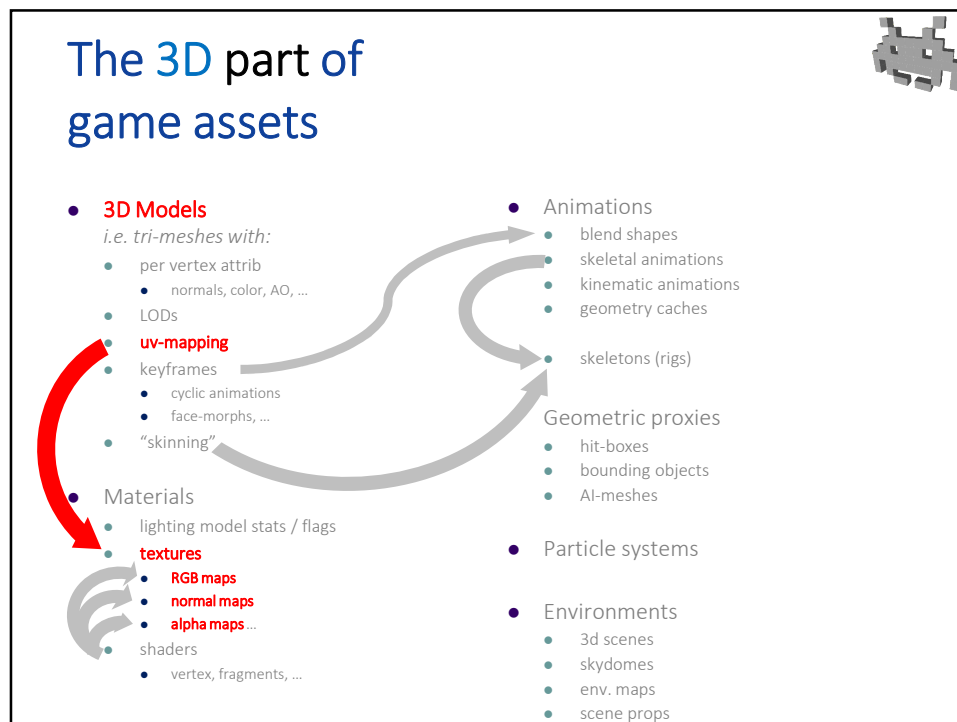 The 3D part of
game assets
3D Models
i.e. tri-meshes with:
per vertex attrib
normals, color, AO, …
LODs
uv-mapping
keyframes
cyclic animations
face-morphs, …
“skinning”
Materials
lighting model stats / flags
textures
RGB maps
normal maps
alpha maps …
shaders
vertex, fragments, …
Animations
blend shapes
skeletal animations
kinematic animations
geometry caches
skeletons (rigs)
Geometric proxies
hit-boxes
bounding objects
AI-meshes
Particle systems
Environments
3d scenes
skydomes
env. maps
scene props